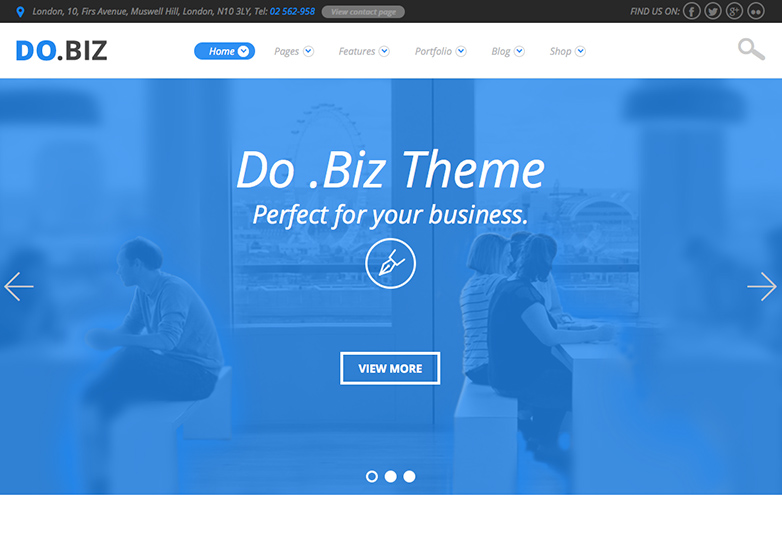 London, 10, Firs Avenue, Muswell Hill, London, N10 3LY, Tel: 02 562-958 View contact page FIND US ON:
DO.BIZ Home Pages Features Portfolio Blog Shop
Do .Biz Theme
Perfect for your business.
VIEW MORE